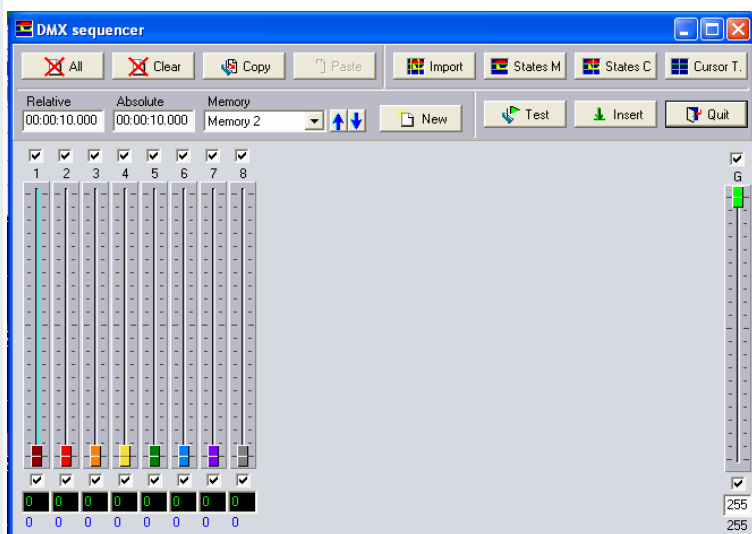 DMX sequencer
All Clear Copy Paste Import States M States C Cursor T.
Relative Absolute Memory
00:00:10.000 00:00:10.000 Memory 2 New Test Insert Quit
1 2 3 4 5 6 7 8 G
0 0 0 0 0 0 0 0 255
0 0 0 0 0 0 0 0 255